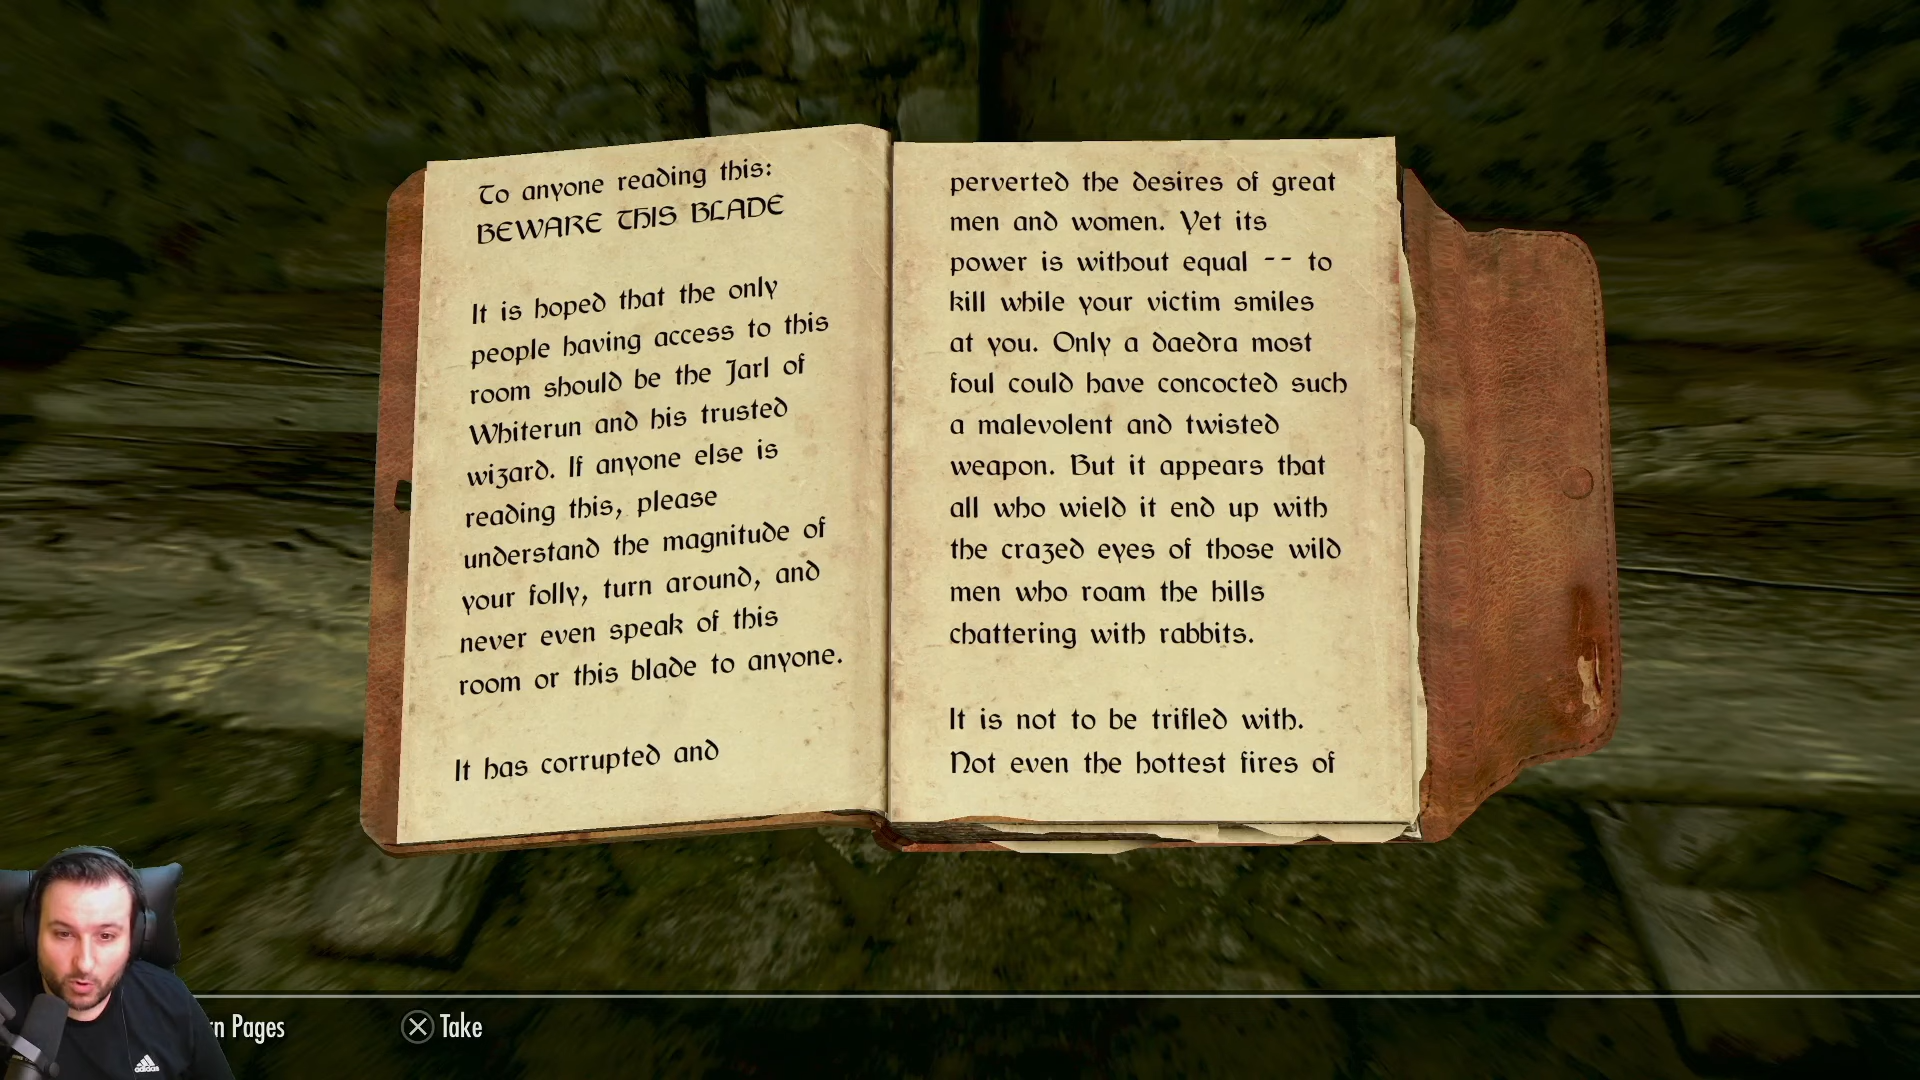 To anyone reading this:
BEWARE THIS BLADE
It is hoped that the only
people having access to this
room should be the Jarl of
Whiterun and his trusted
wizard. If anyone else is
reading this, please
understand the magnitude of
your folly, turn around, and
never even speak of this
room or this blade to anyone.
It has corrupted and
perverted the desires of great
men and women. Yet its
power is without equal -- to
kill while your victim smiles
at you. Only a daedra most
foul could have concocted such
a malevolent and twisted
weapon. But it appears that
all who wield it end up with
the crazed eyes of those wild
men who roam the hills
chattering with rabbits.
It is not to be trifled with.
Not even the hottest fires of
rn Pages
Take
adidas